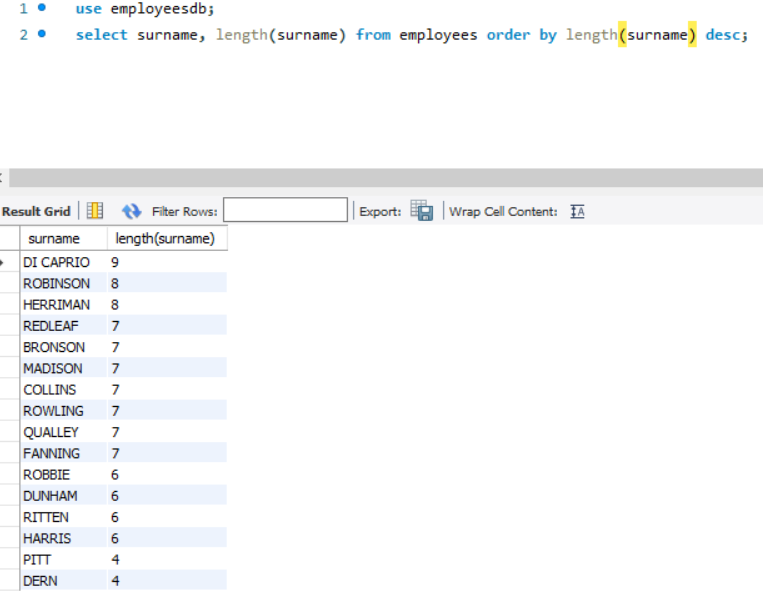 1 use employeesdb;
2 select surname, length(surname) from employees order by length(surname) desc;
Result Grid Filter Rows: Export: Wrap Cell Content: IA
surname length(surname)
DI CAPRIO 9
ROBINSON 8
HERRIMAN 8
REDLEAF 7
BRONSON 7
MADISON 7
COLLINS 7
ROWLING 7
QUALLEY 7
FANNING 7
ROBBIE 6
DUNHAM 6
RITTEN 6
HARRIS 6
PITT 4
DERN 4